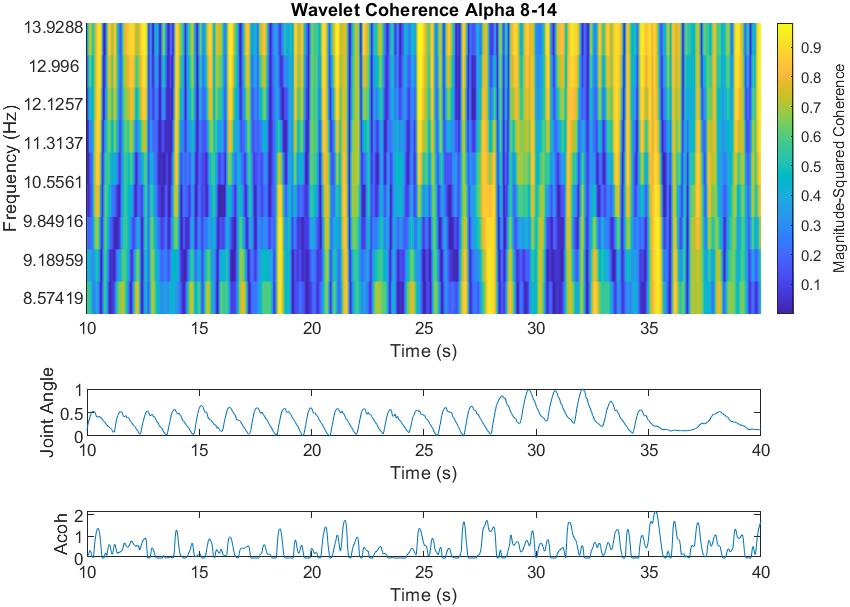 Wavelet Coherence Alpha 8-14
13.9288
12.996
12.1257
11.3137
10.5561
9.84916
9.18959
8.57419
Frequency (Hz)
10 15 20 25 30 35
Time (s)
0.9
0.8
0.7
0.6
0.5
0.4
0.3
0.2
0.1
Magnitude-Squared Coherence
1
0.5
0
Joint Angle
10 15 20 25 30 35 40
Time (s)
2
1
0
Acoh
10 15 20 25 30 35 40
Time (s)